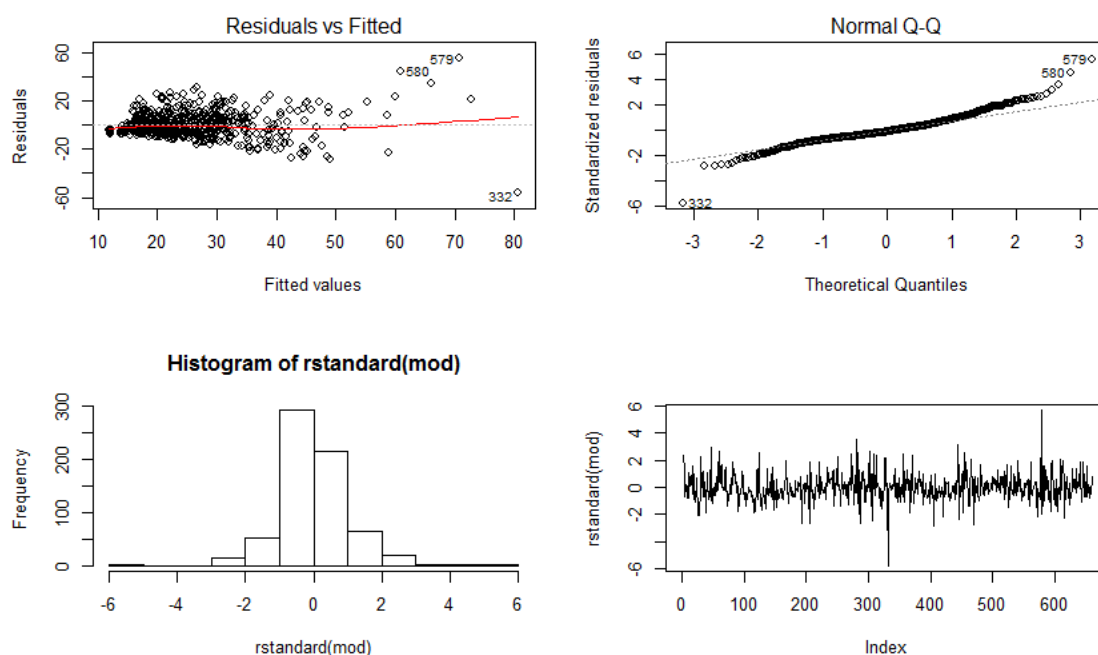 Residuals vs Fitted
Residuals
-60 -20 20 60
579
580
332
10 20 30 40 50 60 70 80
Fitted values
Normal Q-Q
Standardized residuals
-6 -2 2 4 6
579
580
332
-3 -2 -1 0 1 2 3
Theoretical Quantiles
Histogram of rstandard(mod)
Frequency
0 100 300
-6 -4 -2 0 2 4 6
rstandard(mod)
rstandard(mod)
-6 -2 0 2 4 6
0 100 200 300 400 500 600
Index